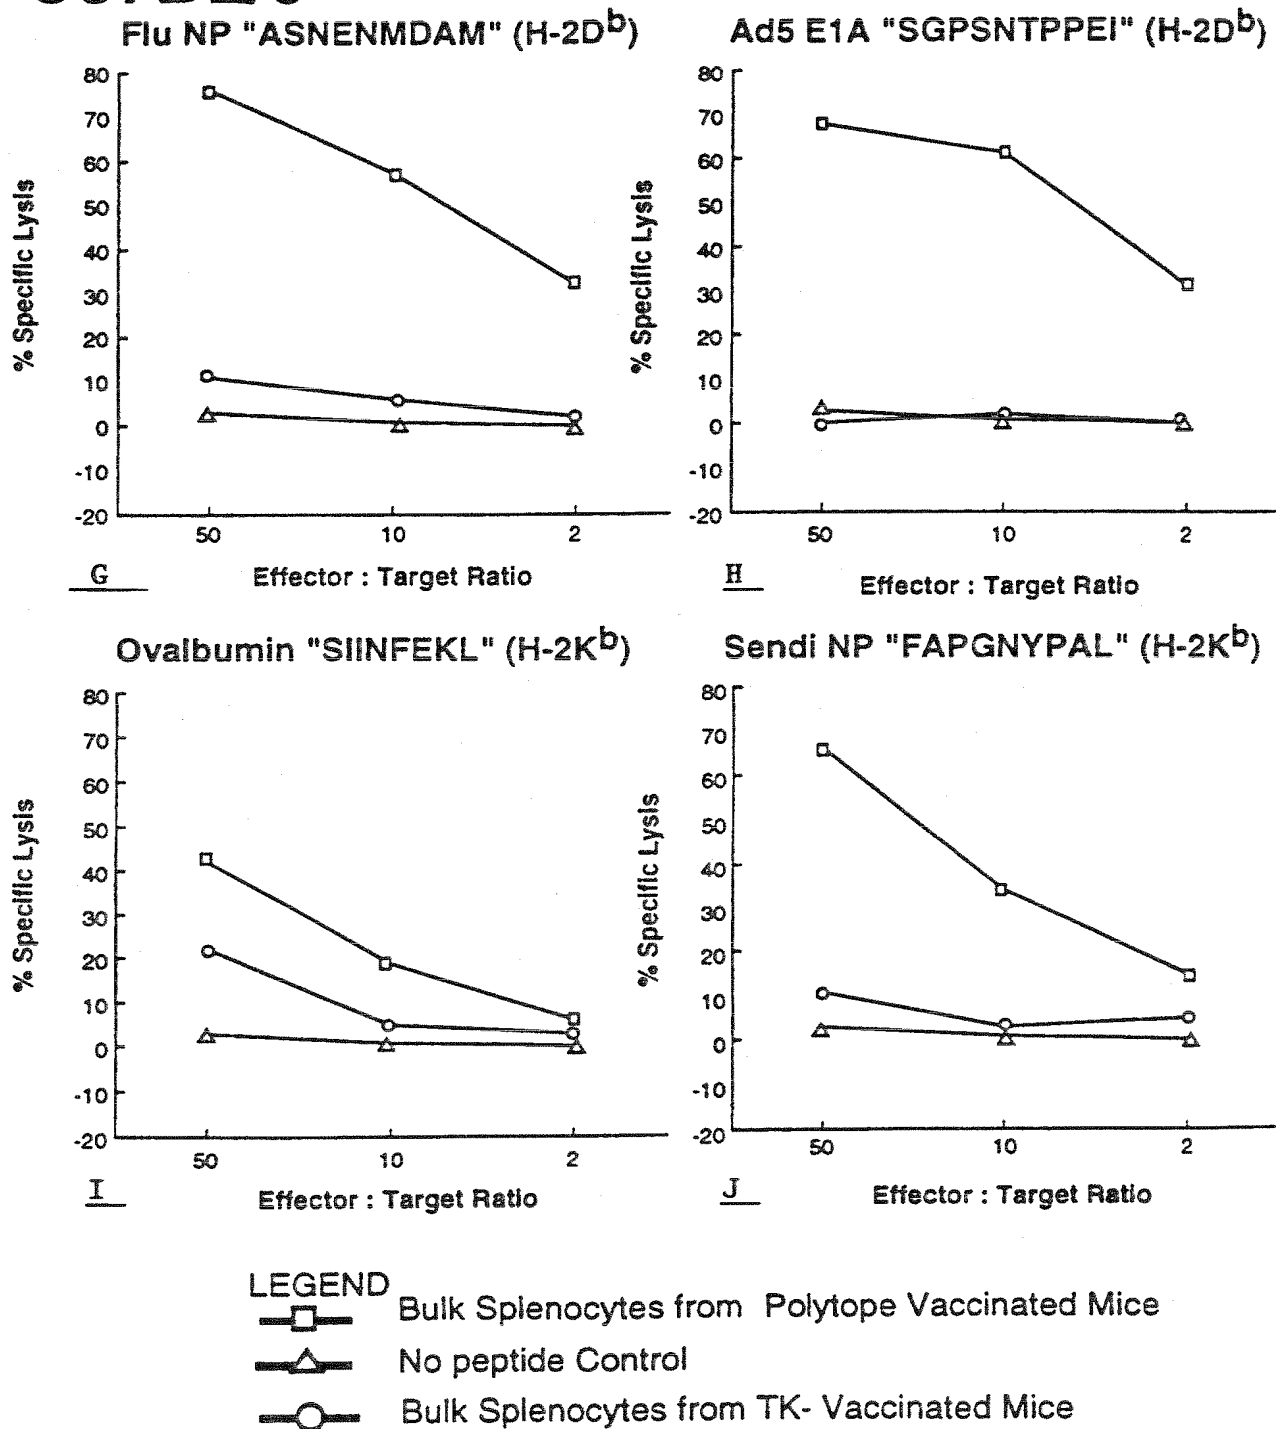 Flu NP "ASNENMDAM" (H-2Db)
% Specific Lysis
80
70
60
50
40
30
20
10
0
-10
-20
50 10 2
G Effector : Target Ratio
Ad5 E1A "SGPSNTPPEI" (H-2Db)
% Specific Lysis
80
70
60
50
40
30
20
10
0
-10
-20
50 10 2
H Effector : Target Ratio
Ovalbumin "SIINFEKL" (H-2Kb)
% Specific Lysis
80
70
60
50
40
30
20
10
0
-10
-20
50 10 2
I Effector : Target Ratio
Sendi NP "FAPGNYPAL" (H-2Kb)
% Specific Lysis
80
70
60
50
40
30
20
10
0
-10
-20
50 10 2
J Effector : Target Ratio
LEGEND
Bulk Splenocytes from Polytope Vaccinated Mice
No peptide Control
Bulk Splenocytes from TK- Vaccinated Mice